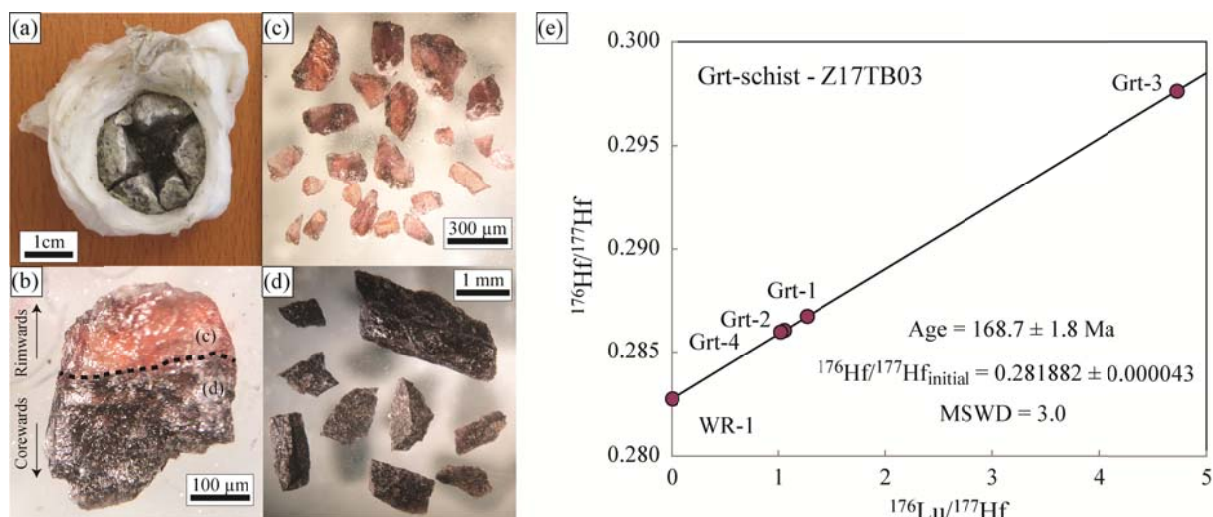 (a)
1cm
(b)
Rimwards
Corewards
(c)
(d)
100 µm
(c)
300 µm
(d)
1 mm
(e)
0.300
0.295
0.290
0.285
0.280
¹⁷⁶Hf/¹⁷⁷Hf
Grt-schist - Z17TB03
Grt-3
Grt-1
Grt-2
Grt-4
WR-1
Age = 168.7 ± 1.8 Ma
¹⁷⁶Hf/¹⁷⁷Hfinitial = 0.281882 ± 0.000043
MSWD = 3.0
0 1 2 3 4 5
¹⁷⁶Lu/¹⁷⁷Hf